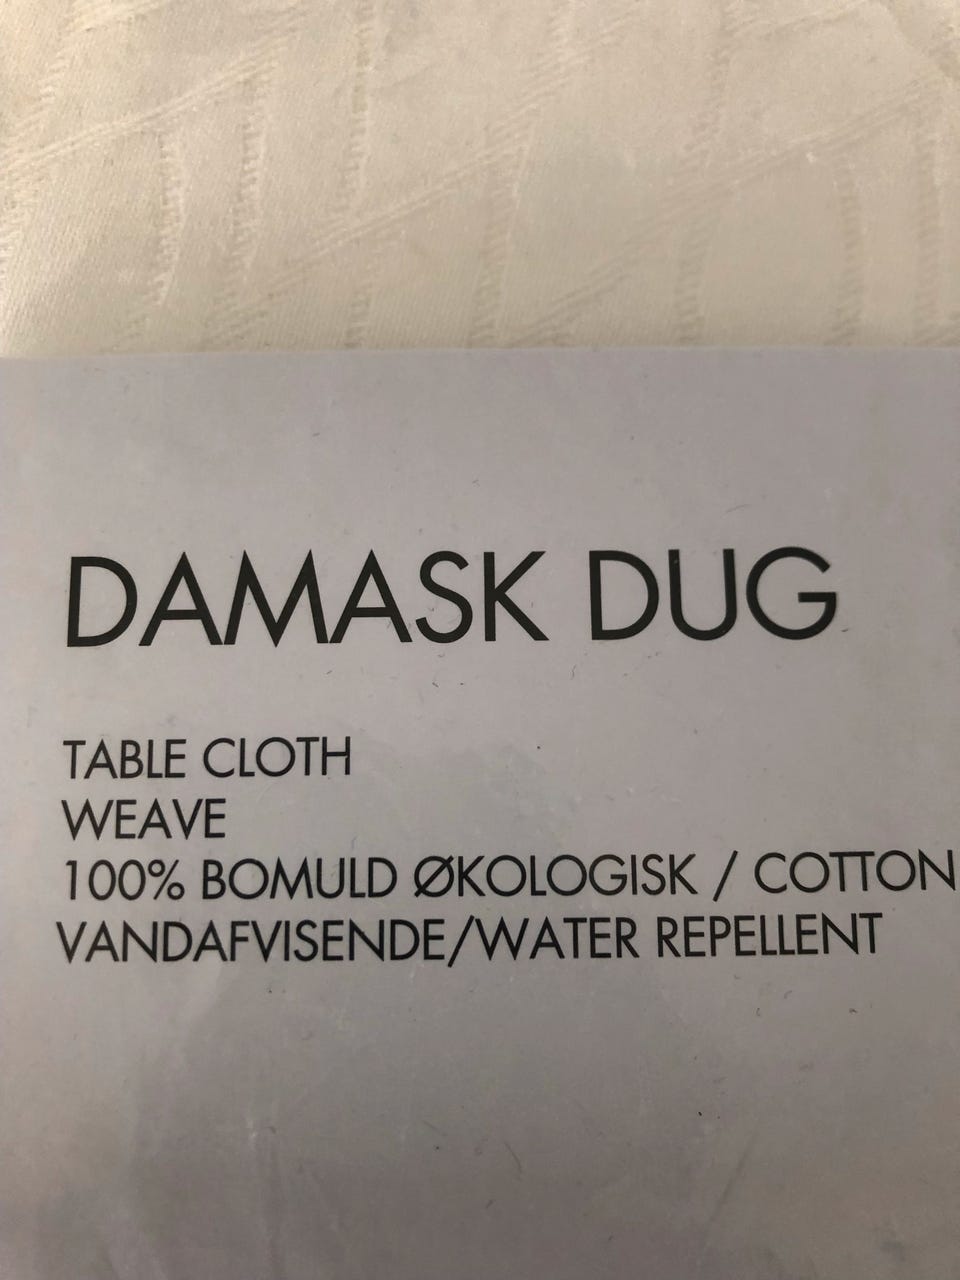 DAMASK DUG
TABLE CLOTH
WEAVE
100% BOMULD ØKOLOGISK / COTTON
VANDAFVISENDE/WATER REPELLENT